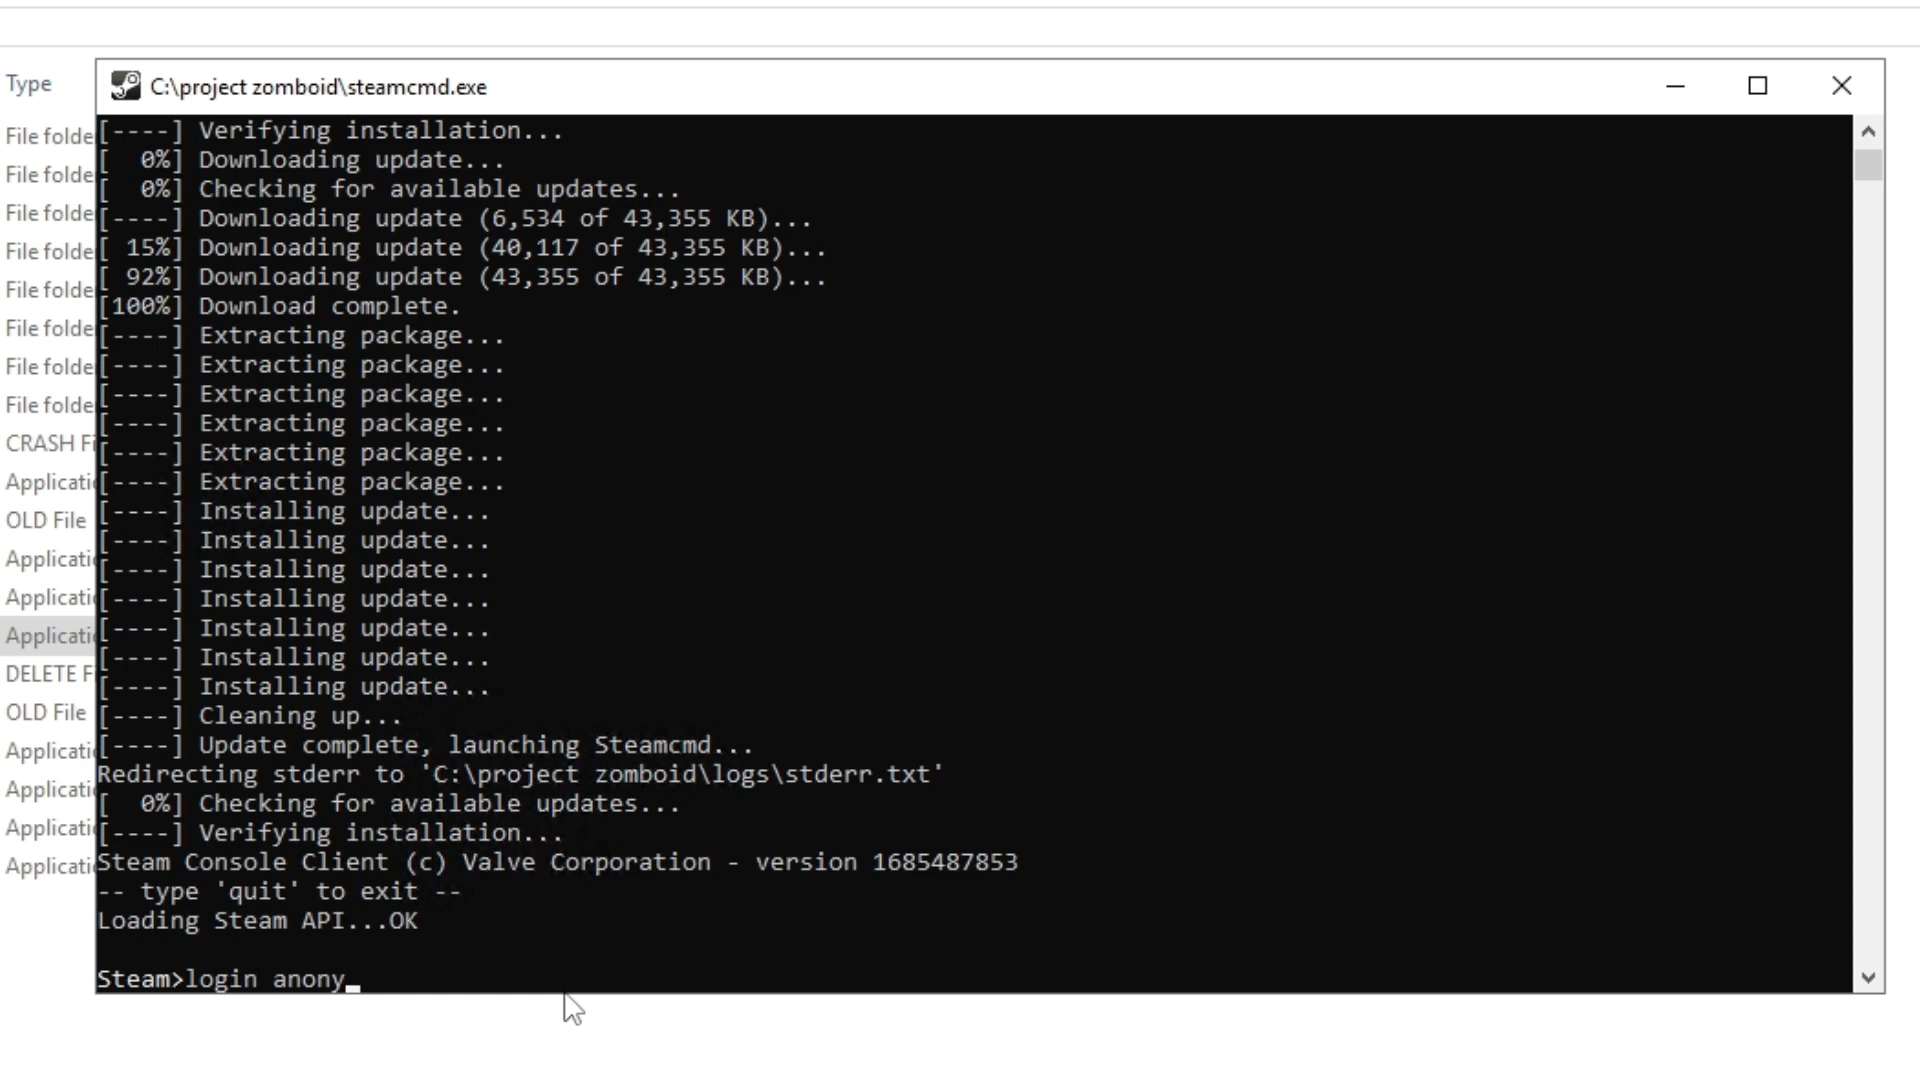 Type
File folde
File folde
File folde
File folde
File folde
File folde
File folde
File folde
CRASH Fi
Applicati
OLD File
Applicati
Applicati
Applicati
DELETE F
OLD File
Applicati
Applicati
Applicati
Applicati
C:\project zomboid\steamcmd.exe
[----] Verifying installation...
[  0%] Downloading update...
[  0%] Checking for available updates...
[----] Downloading update (6,534 of 43,355 KB)...
[ 15%] Downloading update (40,117 of 43,355 KB)...
[ 92%] Downloading update (43,355 of 43,355 KB)...
[100%] Download complete.
[----] Extracting package...
[----] Extracting package...
[----] Extracting package...
[----] Extracting package...
[----] Extracting package...
[----] Extracting package...
[----] Installing update...
[----] Installing update...
[----] Installing update...
[----] Installing update...
[----] Installing update...
[----] Installing update...
[----] Installing update...
[----] Cleaning up...
[----] Update complete, launching Steamcmd...
Redirecting stderr to 'C:\project zomboid\logs\stderr.txt'
[  0%] Checking for available updates...
[----] Verifying installation...
Steam Console Client (c) Valve Corporation - version 1685487853
-- type 'quit' to exit --
Loading Steam API...OK
Steam>login anony